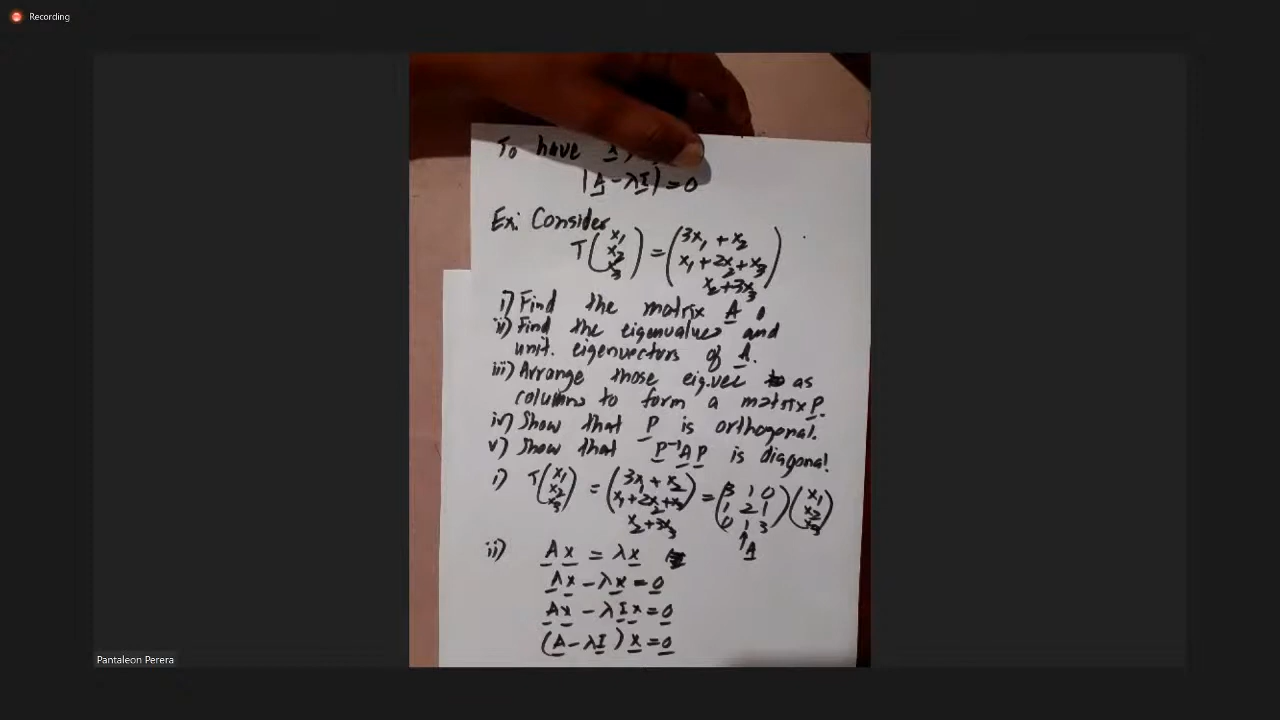 Recording
To have
|A - λI| = 0
Ex: Consider
T(x₁ x₂ x₃) = (3x₁ + x₂
x₁ + 2x₂ + x₃
x₂ + 3x₃)
i) Find the matrix A.
ii) Find the eigenvalues and
unit. eigenvectors of A.
iii) Arrange those eig.vec as
columns to form a matrix P.
iv) Show that P is orthogonal.
v) Show that P⁻¹AP is diagonal
i) T(x₁ x₂ x₃) = (3x₁ + x₂
x₁ + 2x₂ + x₃
x₂ + 3x₃) = (3 1 0
1 2 1
0 1 3)(x₁ x₂ x₃)
↑A
ii) Ax = λx
Ax - λx = 0
Ax - λIx = 0
(A - λI)x = 0
Pantaleon Perera